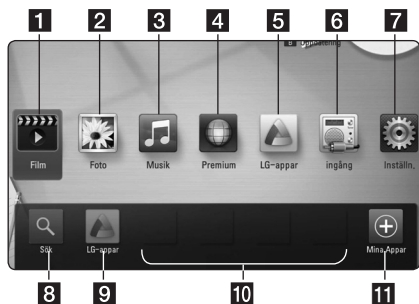 1 2 3 4 5 6 7
Film Foto Musik Premium LG-appar ingång Inställn.
Sök LG-appar Mina Appar
8 9 10 11